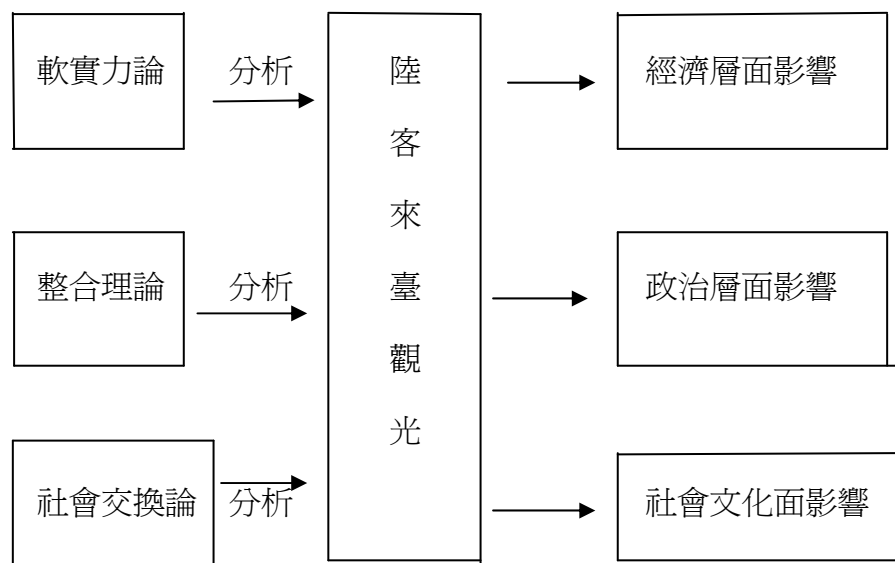 軟實力論
分析
整合理論
分析
社會交換論
分析
陸
客
來
臺
觀
光
經濟層面影響
政治層面影響
社會文化面影響